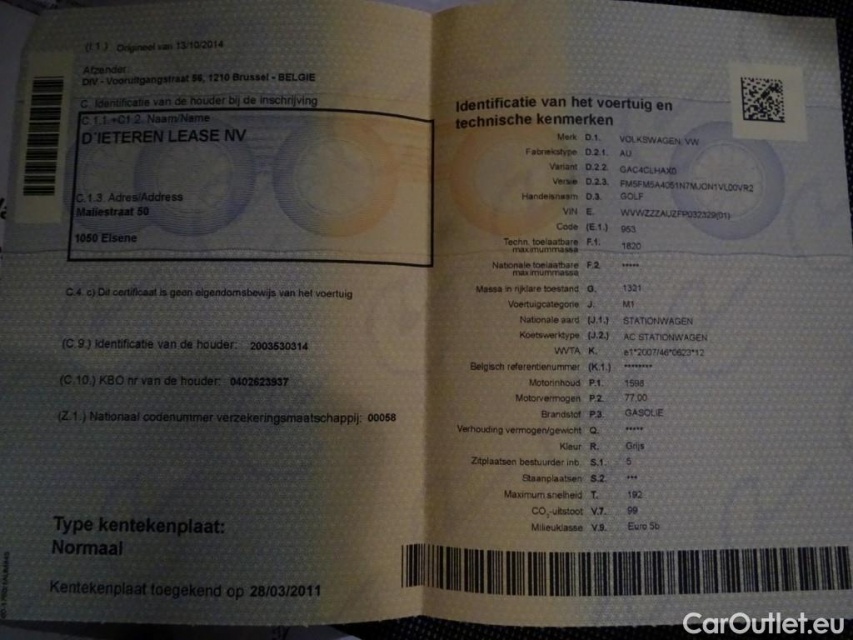 (I.1.) Origineel van 13/10/2014
Afzender:
DIV - Vooruitgangstraat 56, 1210 Brussel - BELGIE
C. Identificatie van de houder bij de inschrijving
C.1.1.+C1.2. Naam/Name
D'IETEREN LEASE NV
C.1.3. Adres/Address
Maliestraat 50
1050 Elsene
C.4. c) Dit certificaat is geen eigendomsbewijs van het voertuig
(C.9.) Identificatie van de houder: 2003530314
(C.10.) KBO nr van de houder: 0402623937
(Z.1.) Nationaal codenummer verzekeringsmaatschappij: 00058
Type kentekenplaat:
Normaal
Kentekenplaat toegekend op 28/03/2011
Identificatie van het voertuig en
technische kenmerken
Merk D.1. VOLKSWAGEN, VW
Fabriekstype D.2.1. AU
Variant D.2.2. GAC4CLHAX0
Versie D.2.3. FM5FM5A4051N7MJON1VL00VR2
Handelsnaam D.3. GOLF
VIN E. WVWZZZAUZFP032329(01)
Code (E.1.) 953
Techn. toelaatbare F.1. 1820
maximummassa
Nationale toelaatbare F.2. *****
maximummassa
Massa in rijklare toestand G. 1321
Voertuigcategorie J. M1
Nationale aard (J.1.) STATIONWAGEN
Koetswerktype (J.2.) AC STATIONWAGEN
WVTA K. e1*2007/46*0623*12
Belgisch referentienummer (K.1.) ********
Motorinhoud P.1. 1598
Motorvermogen P.2. 77.00
Brandstof P.3. GASOLIE
Verhouding vermogen/gewicht Q. *****
Kleur R. Grijs
Zitplaatsen bestuurder inb. S.1. 5
Staanplaatsen S.2. ***
Maximum snelheid T. 192
CO₂-uitstoot V.7. 99
Milieuklasse V.9. Euro 5b
CarOutlet.eu